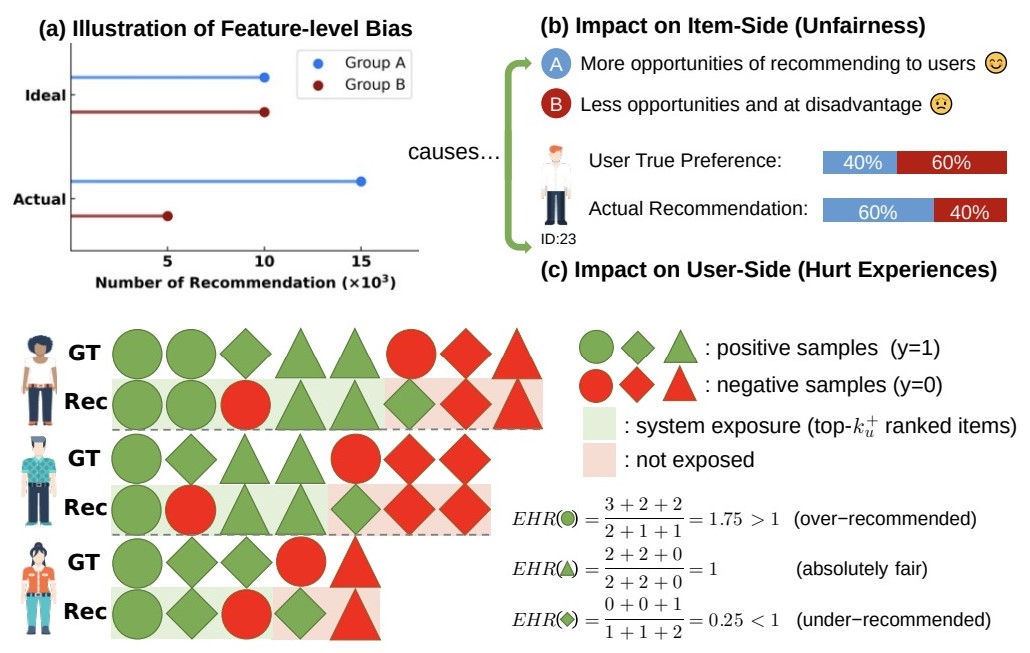 (a) Illustration of Feature-level Bias
Group A
Group B
Ideal
Actual
5 10 15
Number of Recommendation (×10³)
causes…
(b) Impact on Item-Side (Unfairness)
A More opportunities of recommending to users
B Less opportunities and at disadvantage
User True Preference: 40% 60%
Actual Recommendation: 60% 40%
ID:23
(c) Impact on User-Side (Hurt Experiences)
GT
Rec
GT
Rec
GT
Rec
: positive samples (y=1)
: negative samples (y=0)
: system exposure (top-$k_u^+$ ranked items)
: not exposed
EHR(●) = (3 + 2 + 2)/(2 + 1 + 1) = 1.75 > 1 (over−recommended)
EHR(▲) = (2 + 2 + 0)/(2 + 2 + 0) = 1 (absolutely fair)
EHR(◆) = (0 + 0 + 1)/(1 + 1 + 2) = 0.25 < 1 (under−recommended)